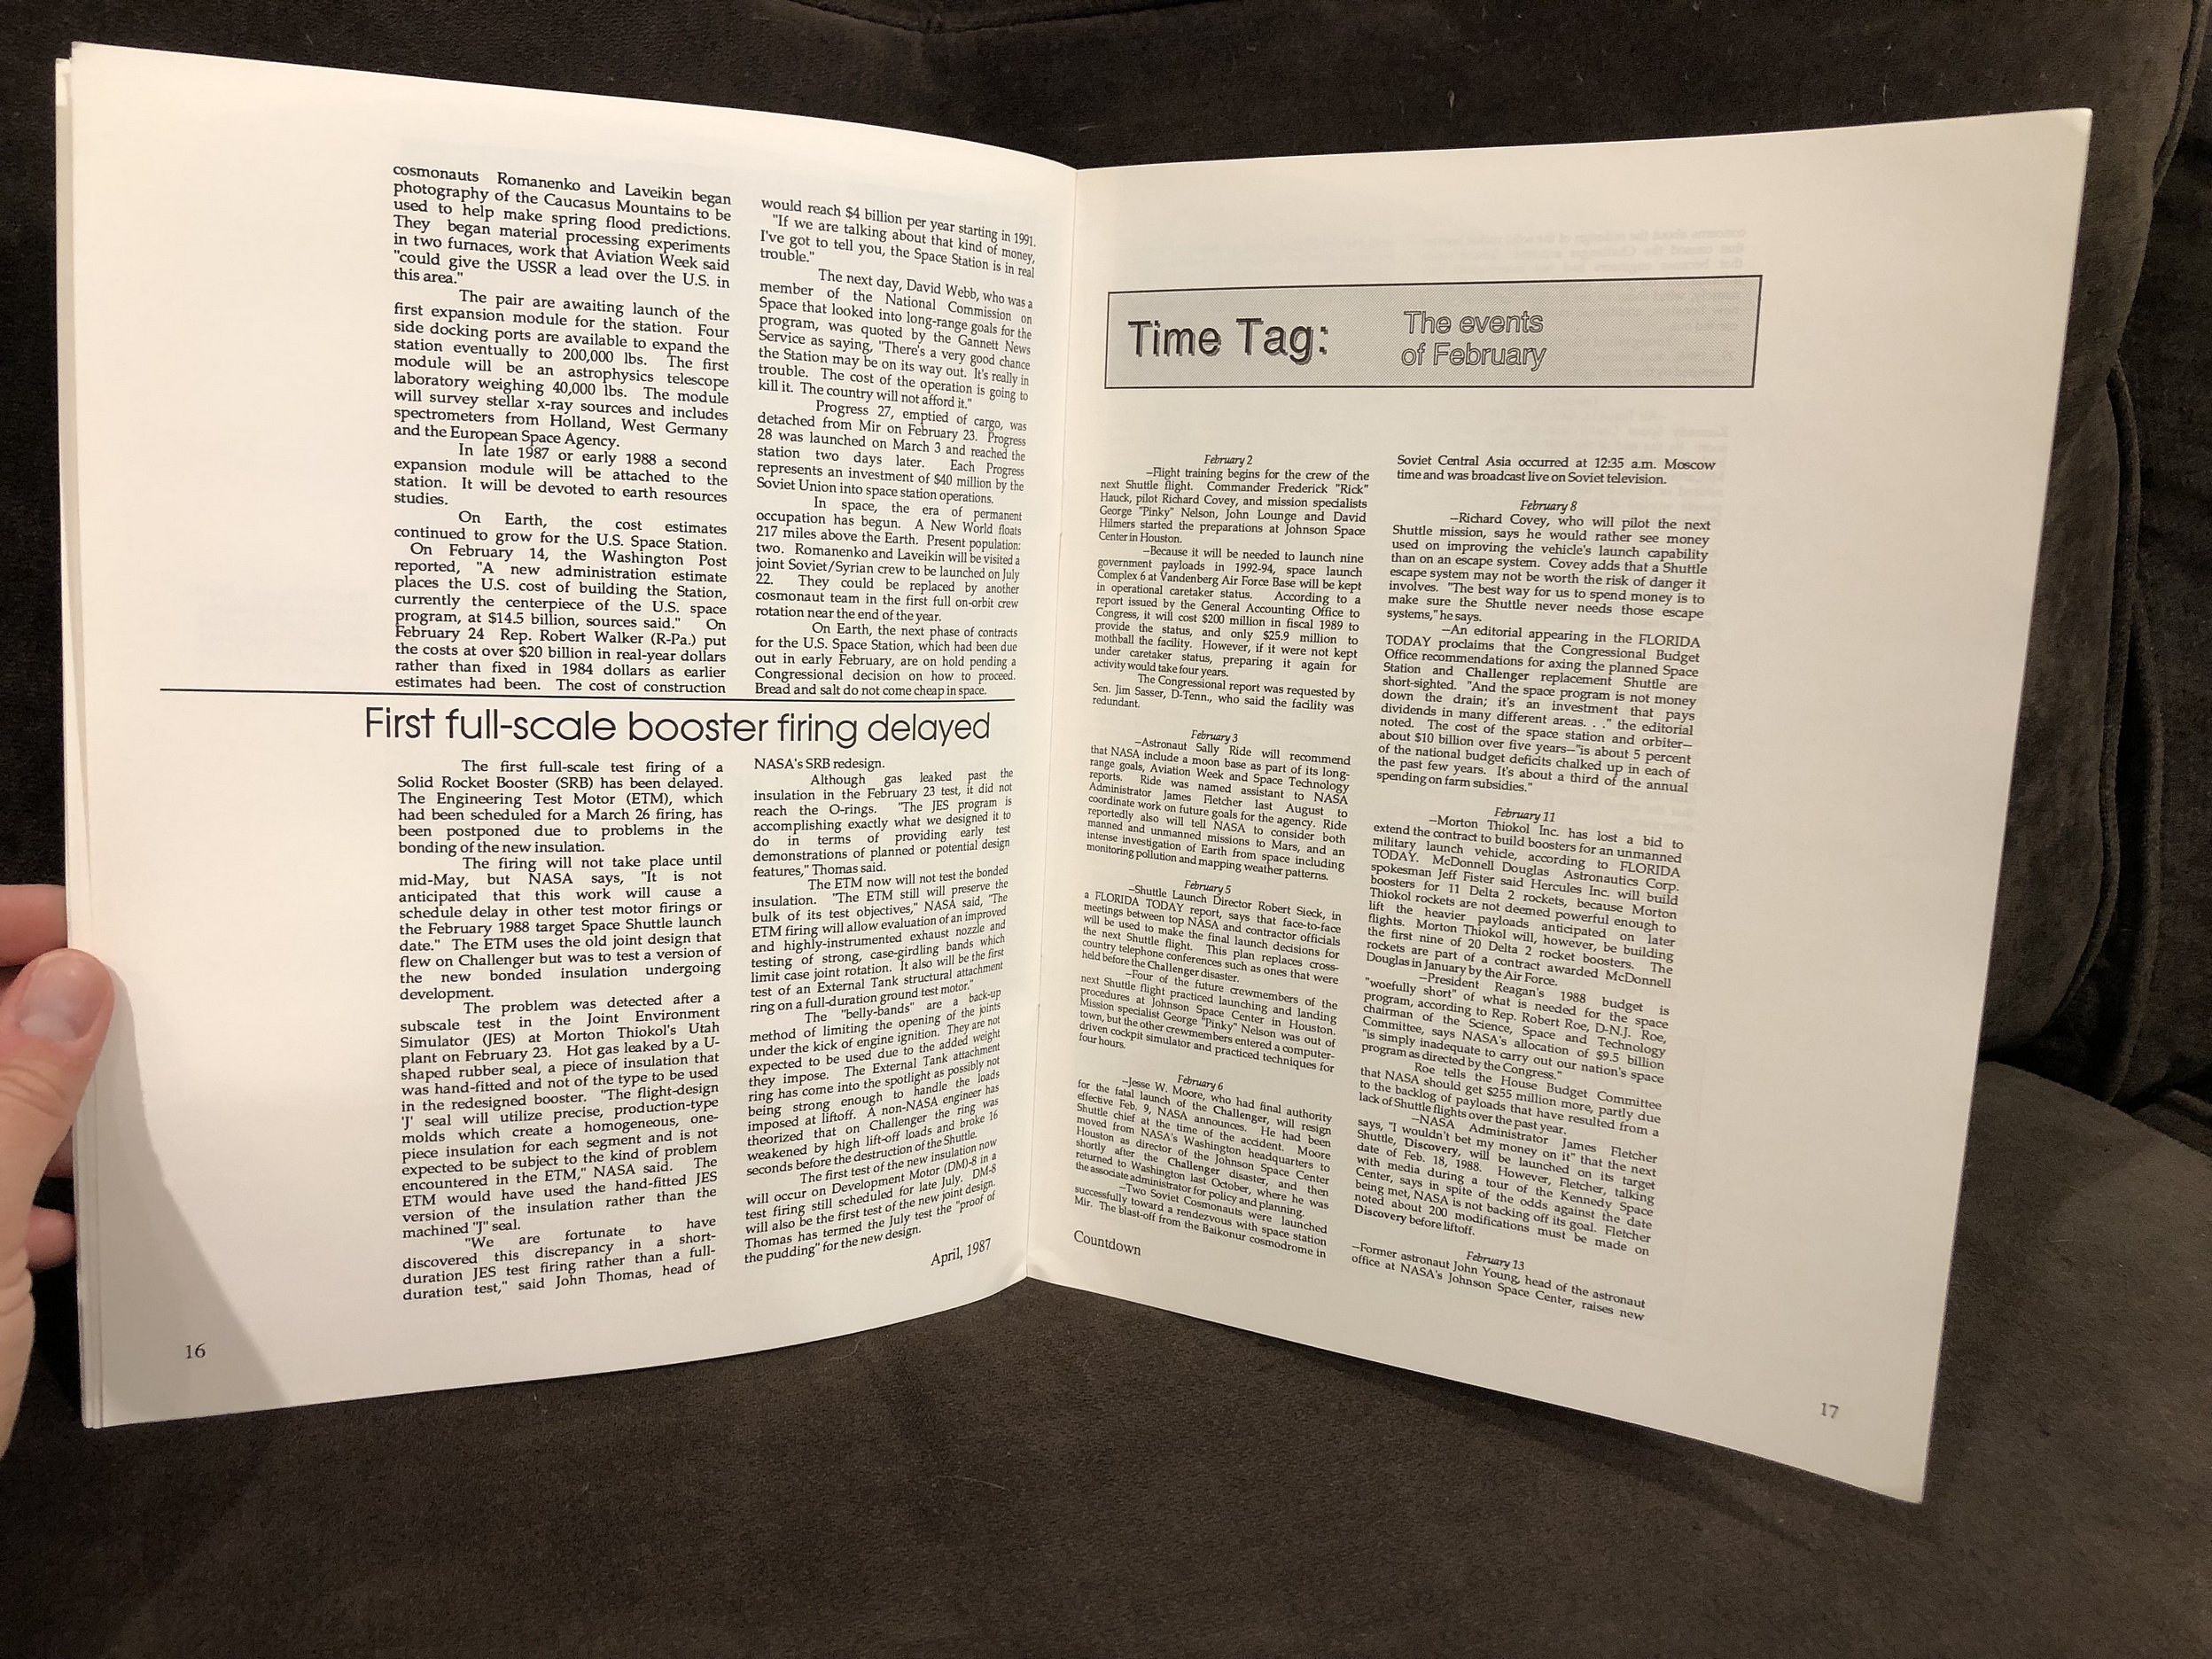 cosmonauts Romanenko and Laveikin began
photography of the Caucasus Mountains to be
used to help make spring flood predictions.
They began material processing experiments
in two furnaces, work that Aviation Week said
"could give the USSR a lead over the U.S. in
this area."
The pair are awaiting launch of the
first expansion module for the station. Four
side docking ports are available to expand the
station eventually to 200,000 lbs. The first
module will be an astrophysics telescope
laboratory weighing 40,000 lbs. The module
will survey stellar x-ray sources and includes
spectrometers from Holland, West Germany
and the European Space Agency.
In late 1987 or early 1988 a second
expansion module will be attached to the
station. It will be devoted to earth resources
studies.
On Earth, the cost estimates
continued to grow for the U.S. Space Station.
On February 14, the Washington Post
reported, "A new administration estimate
places the U.S. cost of building the Station,
currently the centerpiece of the U.S. space
program, at $14.5 billion, sources said." On
February 24 Rep. Robert Walker (R-Pa.) put
the costs at over $20 billion in real-year dollars
rather than fixed in 1984 dollars as earlier
estimates had been. The cost of construction
would reach $4 billion per year starting in 1991.
"If we are talking about that kind of money,
I've got to tell you, the Space Station is in real
trouble."
The next day, David Webb, who was a
member of the National Commission on
Space that looked into long-range goals for the
program, was quoted by the Gannett News
Service as saying, "There's a very good chance
the Station may be on its way out. It's really in
trouble. The cost of the operation is going to
kill it. The country will not afford it."
Progress 27, emptied of cargo, was
detached from Mir on February 23. Progress
28 was launched on March 3 and reached the
station two days later. Each Progress
represents an investment of $40 million by the
Soviet Union into space station operations.
In space, the era of permanent
occupation has begun. A New World floats
217 miles above the Earth. Present population:
two. Romanenko and Laveikin will be visited a
joint Soviet/Syrian crew to be launched on July
22. They could be replaced by another
cosmonaut team in the first full on-orbit crew
rotation near the end of the year.
On Earth, the next phase of contracts
for the U.S. Space Station, which had been due
out in early February, are on hold pending a
Congressional decision on how to proceed.
Bread and salt do not come cheap in space.
First full-scale booster firing delayed
The first full-scale test firing of a
Solid Rocket Booster (SRB) has been delayed.
The Engineering Test Motor (ETM), which
had been scheduled for a March 26 firing, has
been postponed due to problems in the
bonding of the new insulation.
The firing will not take place until
mid-May, but NASA says, "It is not
anticipated that this work will cause a
schedule delay in other test motor firings or
the February 1988 target Space Shuttle launch
date." The ETM uses the old joint design that
flew on Challenger but was to test a version of
the new bonded insulation undergoing
development.
The problem was detected after a
subscale test in the Joint Environment
Simulator (JES) at Morton Thiokol's Utah
plant on February 23. Hot gas leaked by a U-
shaped rubber seal, a piece of insulation that
was hand-fitted and not of the type to be used
in the redesigned booster. "The flight-design
'J' seal will utilize precise, production-type
molds which create a homogeneous, one-
piece insulation for each segment and is not
expected to be subject to the kind of problem
encountered in the ETM," NASA said. The
ETM would have used the hand-fitted JES
version of the insulation rather than the
machined "J" seal.
"We are fortunate to have
discovered this discrepancy in a short-
duration JES test firing rather than a full-
duration test," said John Thomas, head of
NASA's SRB redesign.
Although gas leaked past the
insulation in the February 23 test, it did not
reach the O-rings. "The JES program is
accomplishing exactly what we designed it to
do in terms of providing early test
demonstrations of planned or potential design
features," Thomas said.
The ETM now will not test the bonded
insulation. "The ETM still will preserve the
bulk of its test objectives," NASA said, "The
ETM firing will allow evaluation of an improved
and highly-instrumented exhaust nozzle and
testing of strong, case-girdling bands which
limit case joint rotation. It also will be the first
test of an External Tank structural attachment
ring on a full-duration ground test motor."
The "belly-bands" are a back-up
method of limiting the opening of the joints
under the kick of engine ignition. They are not
expected to be used due to the added weight
they impose. The External Tank attachment
ring has come into the spotlight as possibly not
being strong enough to handle the loads
imposed at liftoff. A non-NASA engineer has
theorized that on Challenger the ring was
weakened by high lift-off loads and broke 16
seconds before the destruction of the Shuttle.
The first test of the new insulation now
will occur on Development Motor (DM)-8 in a
test firing still scheduled for late July. DM-8
will also be the first test of the new joint design.
Thomas has termed the July test the "proof of
the pudding" for the new design.
April, 1987
16
Time Tag:
The events
of February
February 2
—Flight training begins for the crew of the
next Shuttle flight. Commander Frederick "Rick"
Hauck, pilot Richard Covey, and mission specialists
George "Pinky" Nelson, John Lounge and David
Hilmers started the preparations at Johnson Space
Center in Houston.
—Because it will be needed to launch nine
government payloads in 1992-94, space launch
Complex 6 at Vandenberg Air Force Base will be kept
in operational caretaker status. According to a
report issued by the General Accounting Office to
Congress, it will cost $200 million in fiscal 1989 to
provide the status, and only $25.9 million to
mothball the facility. However, if it were not kept
under caretaker status, preparing it again for
activity would take four years.
The Congressional report was requested by
Sen. Jim Sasser, D-Tenn., who said the facility was
redundant.
February 3
—Astronaut Sally Ride will recommend
that NASA include a moon base as part of its long-
range goals, Aviation Week and Space Technology
reports. Ride was named assistant to NASA
Administrator James Fletcher last August to
coordinate work on future goals for the agency. Ride
reportedly also will tell NASA to consider both
manned and unmanned missions to Mars, and an
intense investigation of Earth from space including
monitoring pollution and mapping weather patterns.
February 5
—Shuttle Launch Director Robert Sieck, in
a FLORIDA TODAY report, says that face-to-face
meetings between top NASA and contractor officials
will be used to make the final launch decisions for
the next Shuttle flight. This plan replaces cross-
country telephone conferences such as ones that were
held before the Challenger disaster.
—Four of the future crewmembers of the
next Shuttle flight practiced launching and landing
procedures at Johnson Space Center in Houston.
Mission specialist George "Pinky" Nelson was out of
town, but the other crewmembers entered a computer-
driven cockpit simulator and practiced techniques for
four hours.
February 6
—Jesse W. Moore, who had final authority
for the fatal launch of the Challenger, will resign
effective Feb. 9, NASA announces. He had been
Shuttle chief at the time of the accident. Moore
moved from NASA's Washington headquarters to
Houston as director of the Johnson Space Center
shortly after the Challenger disaster, and then
returned to Washington last October, where he was
the associate administrator for policy and planning.
—Two Soviet Cosmonauts were launched
successfully toward a rendezvous with space station
Mir. The blast-off from the Baikonur cosmodrome in
Soviet Central Asia occurred at 12:35 a.m. Moscow
time and was broadcast live on Soviet television.
February 8
—Richard Covey, who will pilot the next
Shuttle mission, says he would rather see money
used on improving the vehicle's launch capability
than on an escape system. Covey adds that a Shuttle
escape system may not be worth the risk of danger it
involves. "The best way for us to spend money is to
make sure the Shuttle never needs those escape
systems," he says.
—An editorial appearing in the FLORIDA
TODAY proclaims that the Congressional Budget
Office recommendations for axing the planned Space
Station and Challenger replacement Shuttle are
short-sighted. "And the space program is not money
down the drain; it's an investment that pays
dividends in many different areas. . ." the editorial
noted. The cost of the space station and orbiter—
about $10 billion over five years—"is about 5 percent
of the national budget deficits chalked up in each of
the past few years. It's about a third of the annual
spending on farm subsidies."
February 11
—Morton Thiokol Inc. has lost a bid to
extend the contract to build boosters for an unmanned
military launch vehicle, according to FLORIDA
TODAY. McDonnell Douglas Astronautics Corp.
spokesman Jeff Fister said Hercules Inc. will build
boosters for 11 Delta 2 rockets, because Morton
Thiokol rockets are not deemed powerful enough to
lift the heavier payloads anticipated on later
flights. Morton Thiokol will, however, be building
the first nine of 20 Delta 2 rocket boosters. The
rockets are part of a contract awarded McDonnell
Douglas in January by the Air Force.
—President Reagan's 1988 budget is
"woefully short" of what is needed for the space
program, according to Rep. Robert Roe, D-N.J. Roe,
chairman of the Science, Space and Technology
Committee, says NASA's allocation of $9.5 billion
"is simply inadequate to carry out our nation's space
program as directed by the Congress."
Roe tells the House Budget Committee
that NASA should get $255 million more, partly due
to the backlog of payloads that have resulted from a
lack of Shuttle flights over the past year.
—NASA Administrator James Fletcher
says, "I wouldn't bet my money on it" that the next
Shuttle, Discovery, will be launched on its target
date of Feb. 18, 1988. However, Fletcher, talking
with media during a tour of the Kennedy Space
Center, says in spite of the odds against the date
being met, NASA is not backing off its goal. Fletcher
noted about 200 modifications must be made on
Discovery before liftoff.
February 13
—Former astronaut John Young, head of the astronaut
office at NASA's Johnson Space Center, raises new
Countdown
17